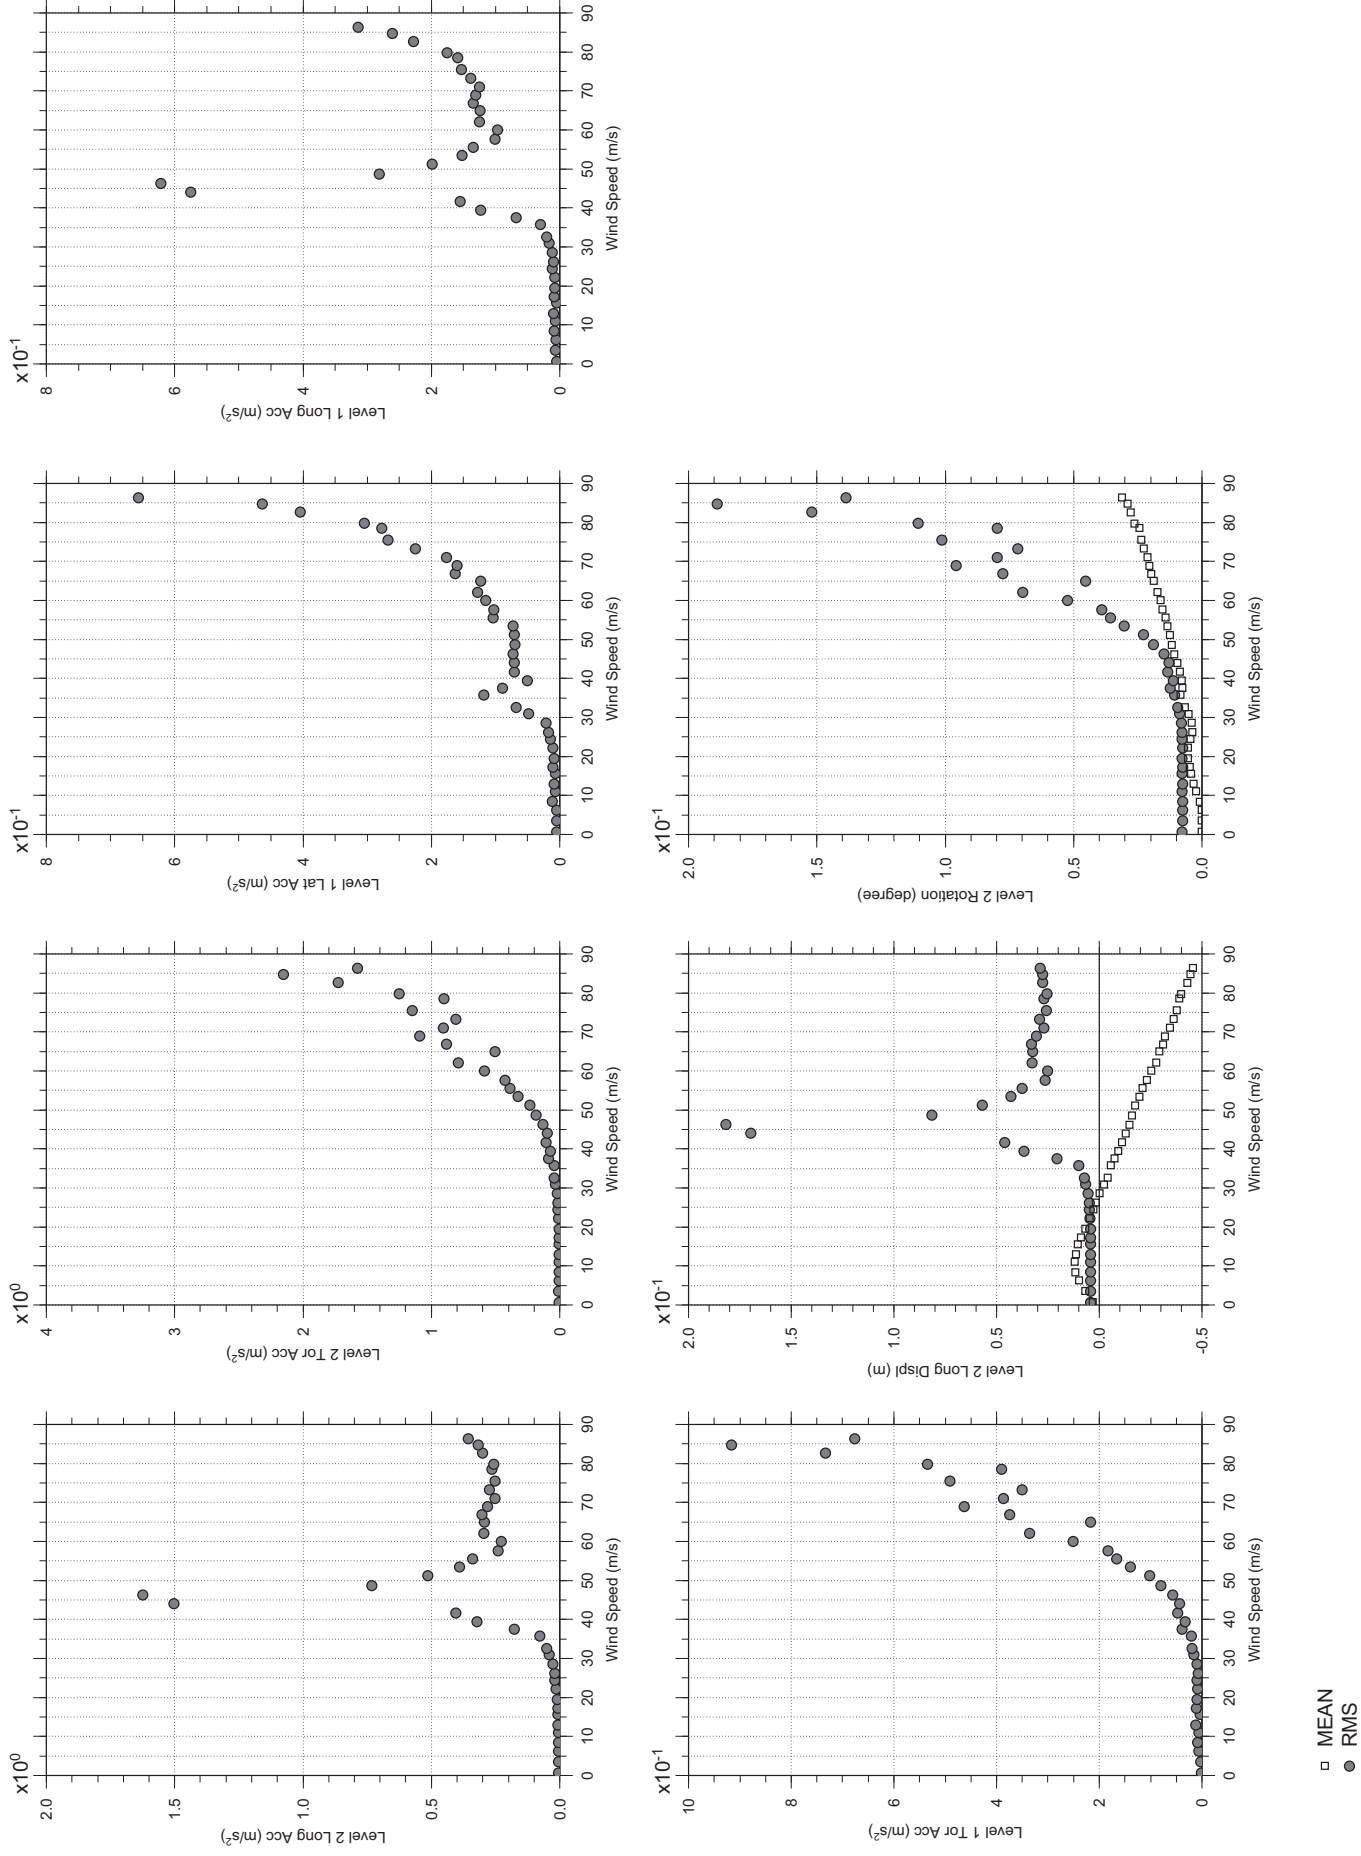 x10⁰
2.0
1.5
1.0
0.5
0.0
Level 2 Long Acc (m/s²)
0 10 20 30 40 50 60 70 80 90
Wind Speed (m/s)
x10⁰
4
3
2
1
0
Level 2 Tor Acc (m/s²)
0 10 20 30 40 50 60 70 80 90
Wind Speed (m/s)
x10⁻¹
8
6
4
2
0
Level 1 Lat Acc (m/s²)
0 10 20 30 40 50 60 70 80 90
Wind Speed (m/s)
x10⁻¹
8
6
4
2
0
Level 1 Long Acc (m/s²)
0 10 20 30 40 50 60 70 80 90
Wind Speed (m/s)
x10⁻¹
10
8
6
4
2
0
Level 1 Tor Acc (m/s²)
0 10 20 30 40 50 60 70 80 90
Wind Speed (m/s)
x10⁻¹
2.0
1.5
1.0
0.5
0.0
-0.5
Level 2 Long Displ (m)
0 10 20 30 40 50 60 70 80 90
Wind Speed (m/s)
x10⁻¹
2.0
1.5
1.0
0.5
0.0
Level 2 Rotation (degree)
0 10 20 30 40 50 60 70 80 90
Wind Speed (m/s)
MEAN
RMS